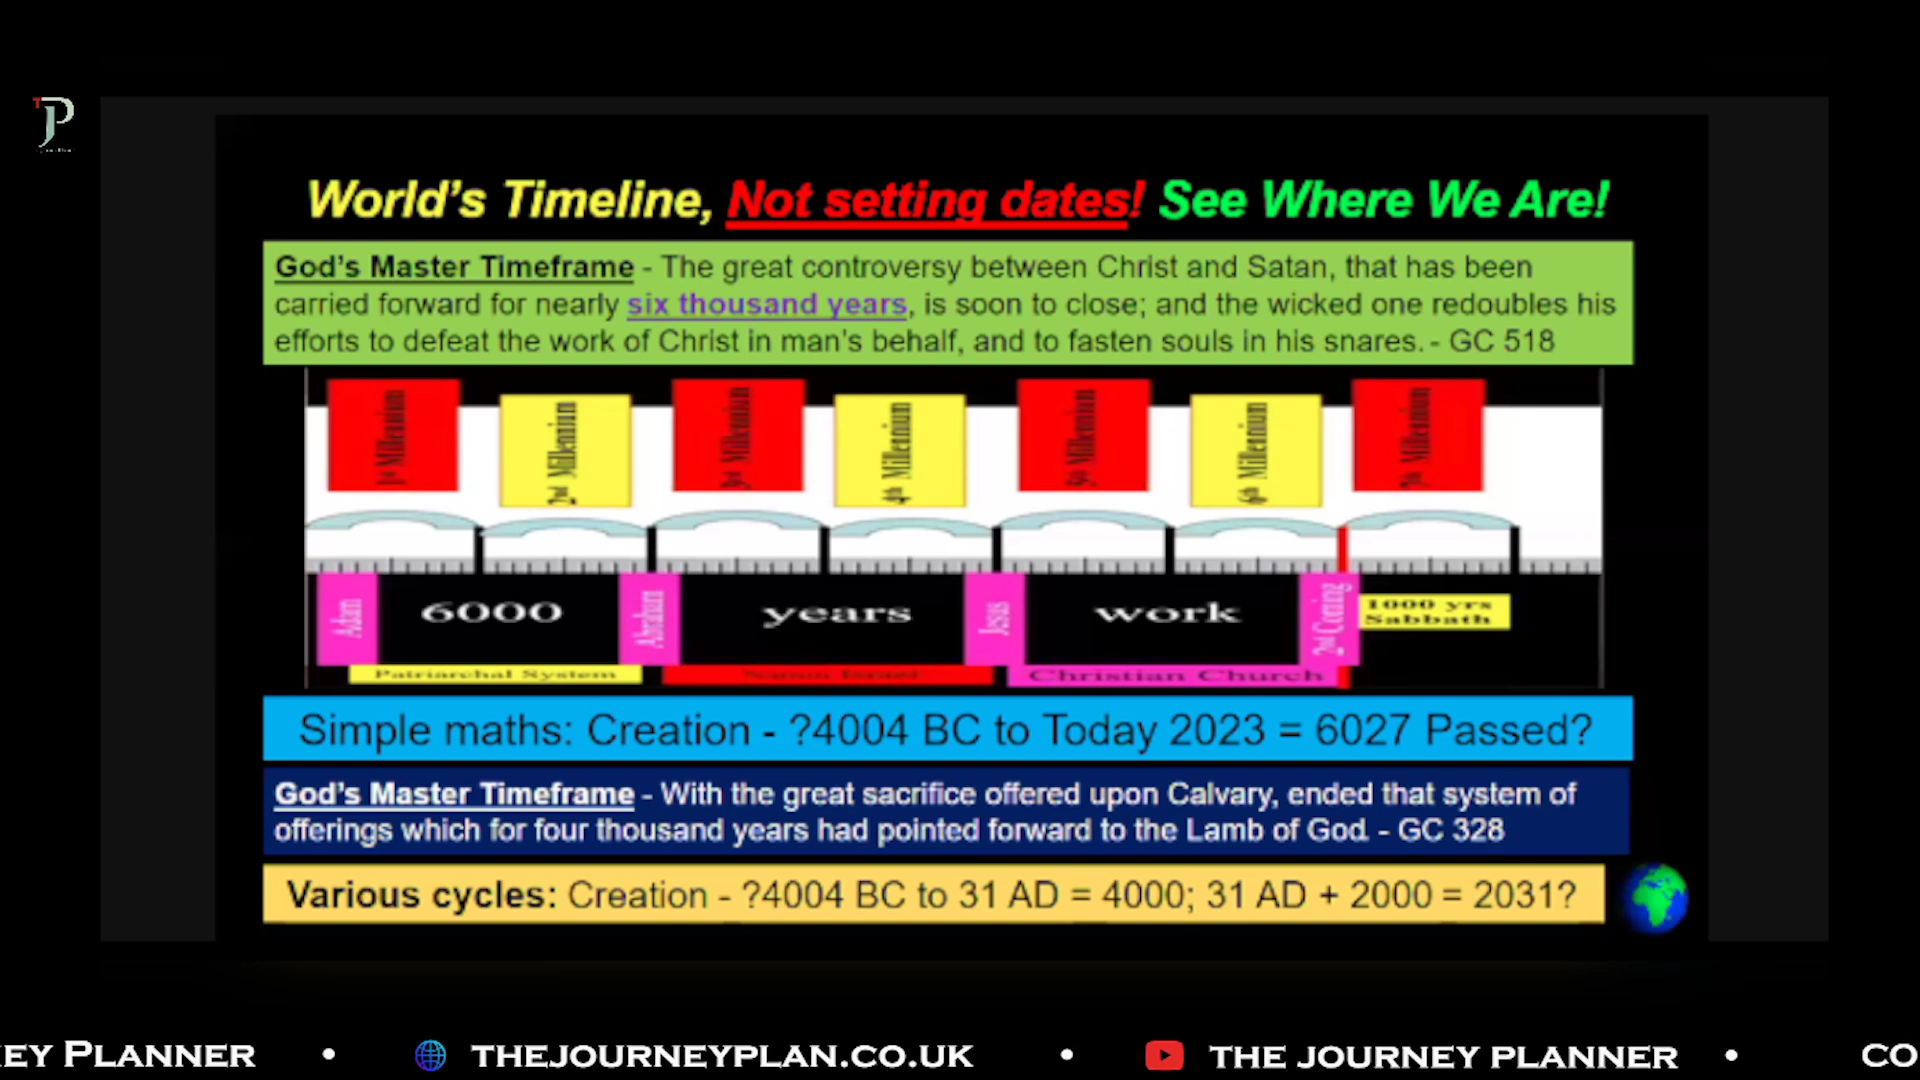 World's Timeline, Not setting dates! See Where We Are!
God's Master Timeframe - The great controversy between Christ and Satan, that has been
carried forward for nearly six thousand years, is soon to close; and the wicked one redoubles his
efforts to defeat the work of Christ in man's behalf, and to fasten souls in his snares. - GC 518
1st Millennium
2nd Millennium
3rd Millennium
4th Millennium
5th Millennium
6th Millennium
7th Millennium
Adam
6000
Abraham
years
Jesus
work
2nd Coming
1000 yrs
Sabbath
Patriarchal System
Christian Church
Simple maths: Creation - ?4004 BC to Today 2023 = 6027 Passed?
God's Master Timeframe - With the great sacrifice offered upon Calvary, ended that system of
offerings which for four thousand years had pointed forward to the Lamb of God. - GC 328
Various cycles: Creation - ?4004 BC to 31 AD = 4000; 31 AD + 2000 = 2031?
EY PLANNER • THEJOURNEYPLAN.CO.UK • THE JOURNEY PLANNER • CO